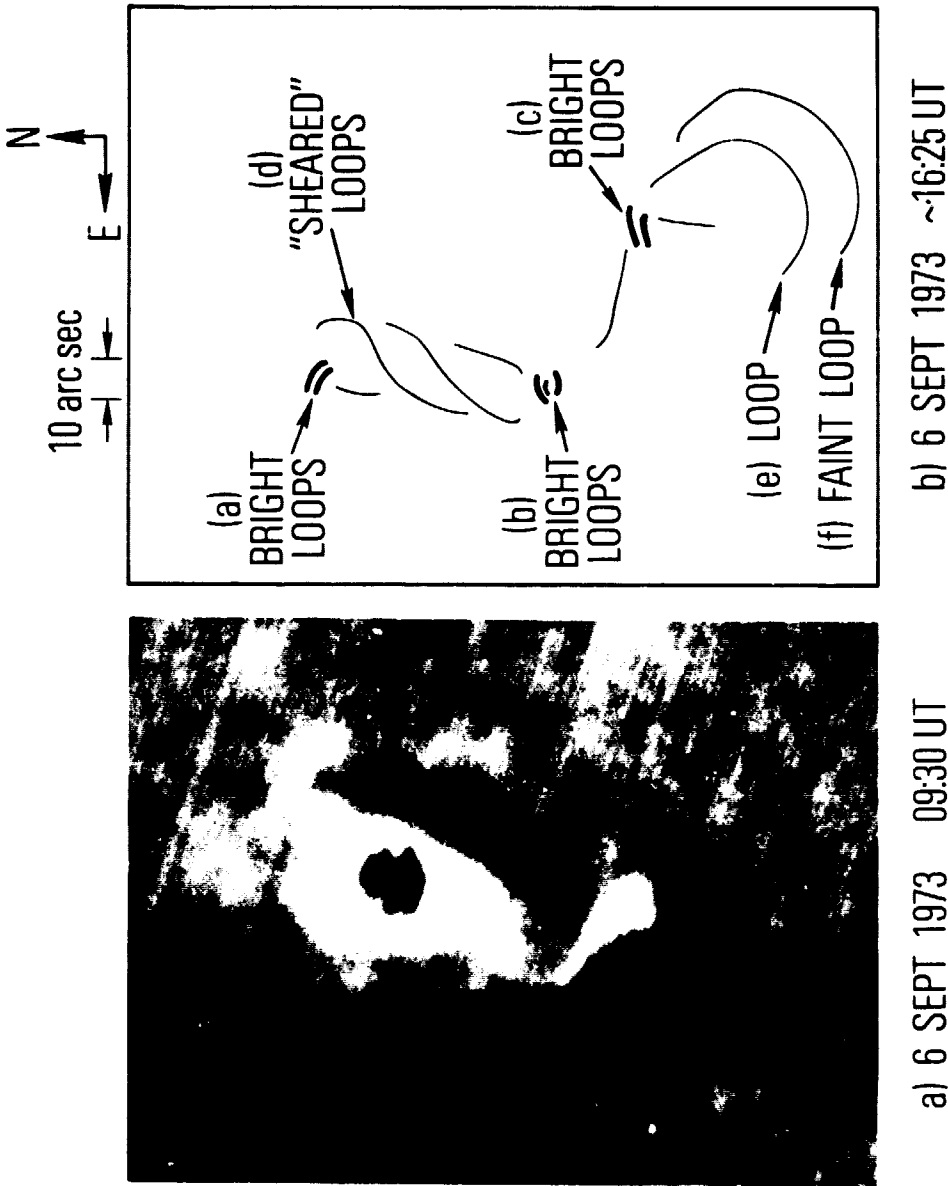 10 arc sec
E
N
(a)
BRIGHT
LOOPS
(d)
"SHEARED"
LOOPS
(b)
BRIGHT
LOOPS
(c)
BRIGHT
LOOPS
(e) LOOP
(f) FAINT LOOP
a) 6 SEPT 1973 09:30 UT
b) 6 SEPT 1973 ~16:25 UT